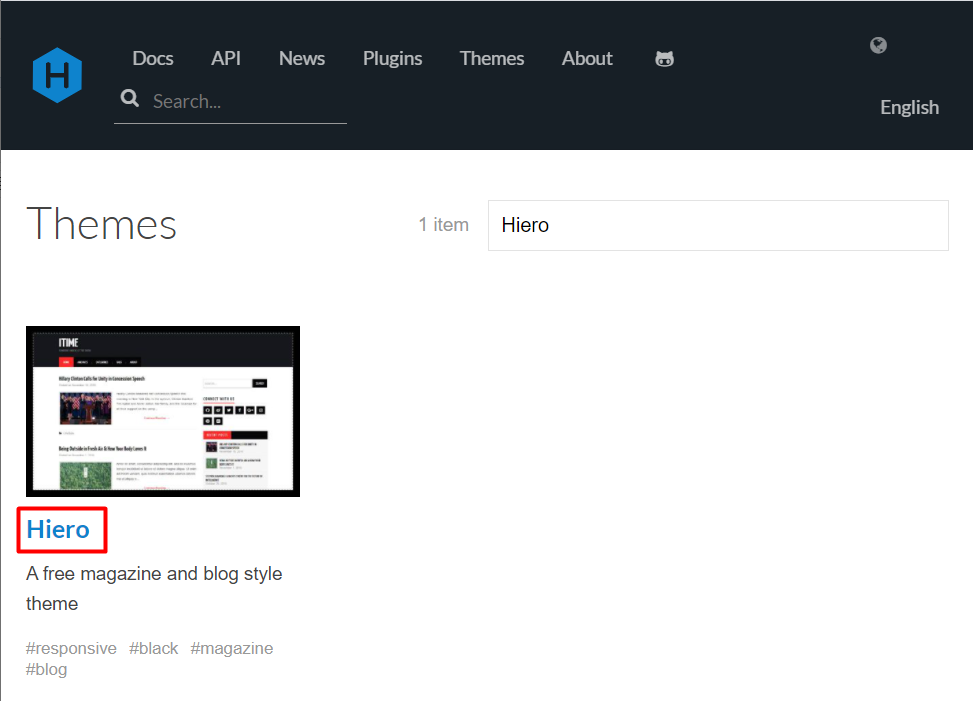 Docs API News Plugins Themes About
Search...
English
Themes
1 item
Hiero
ITIME
Hillary Clinton Calls for Unity in Concession Speech
CONNECT WITH US
Being Outside in Fresh Air & How Your Body Loves It
Hiero
A free magazine and blog style
theme
#responsive #black #magazine
#blog